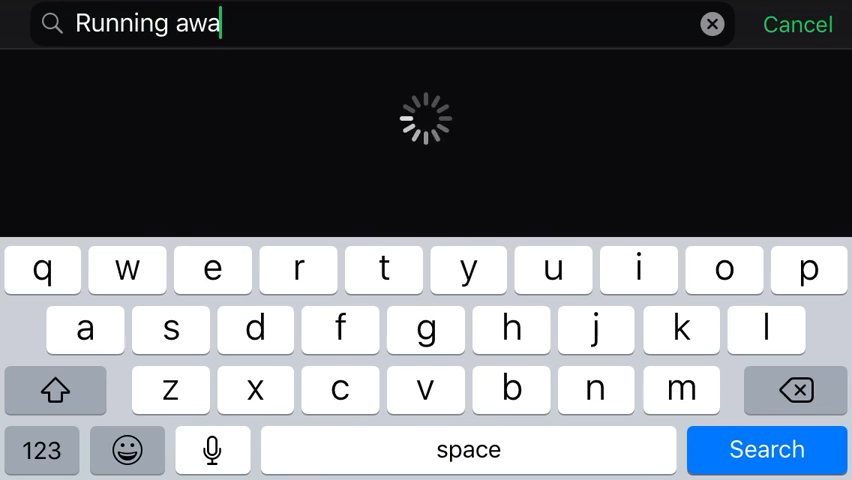 Running awa
Cancel
q w e r t y u i o p
a s d f g h j k l
z x c v b n m
123 space Search